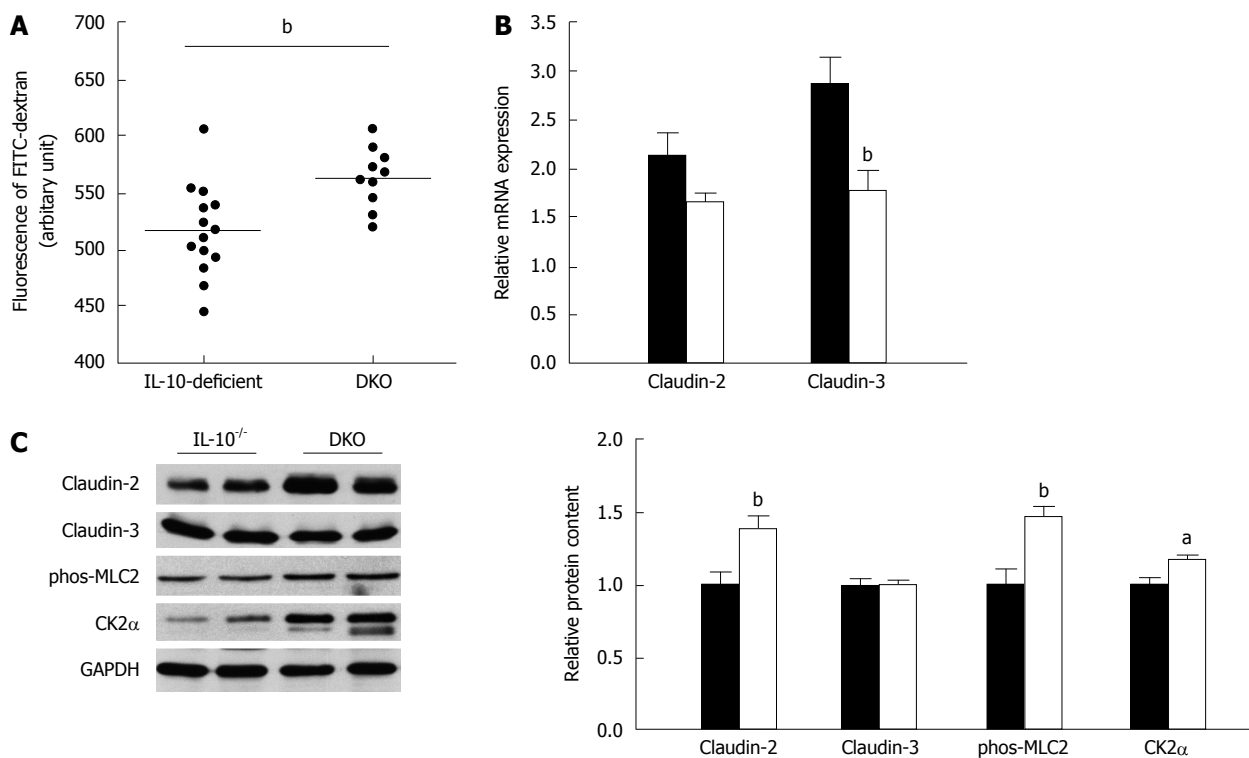 A
Fluorescence of FITC-dextran
(arbitary unit)
700
650
600
550
500
450
400
b
IL-10-deficient
DKO
B
Relative mRNA expression
3.5
3.0
2.5
2.0
1.5
1.0
0.5
0.0
b
Claudin-2
Claudin-3
C
IL-10-/-
DKO
Claudin-2
Claudin-3
phos-MLC2
CK2α
GAPDH
Relative protein content
2.0
1.5
1.0
0.5
0.0
b
b
a
Claudin-2
Claudin-3
phos-MLC2
CK2α